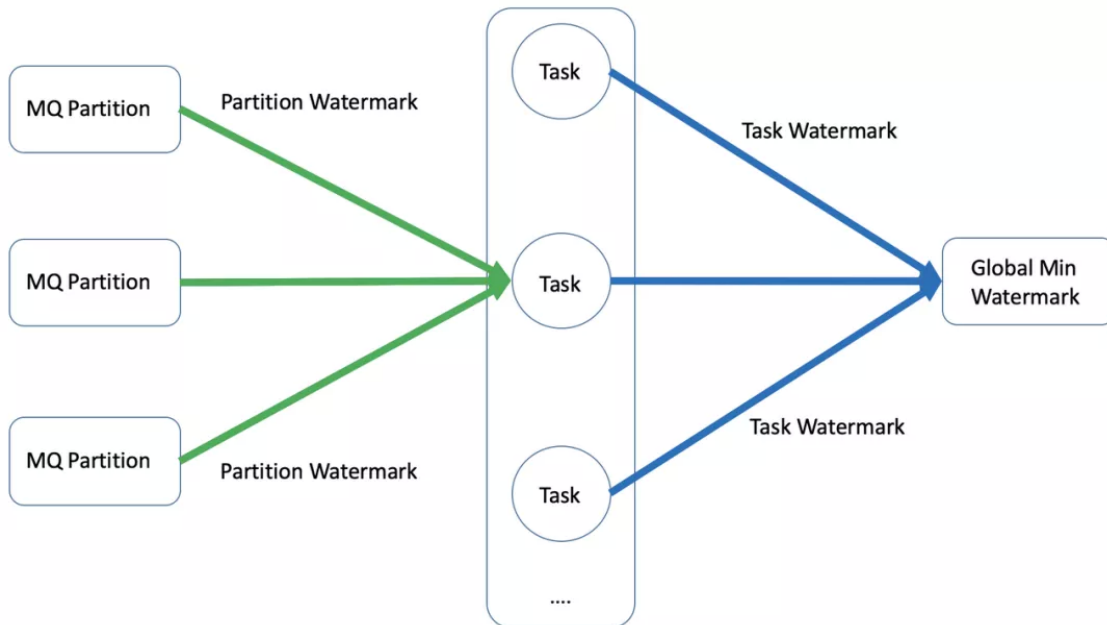 Task
MQ Partition
Partition Watermark
Task Watermark
MQ Partition
Task
Global Min
Watermark
Task Watermark
MQ Partition
Partition Watermark
Task
....